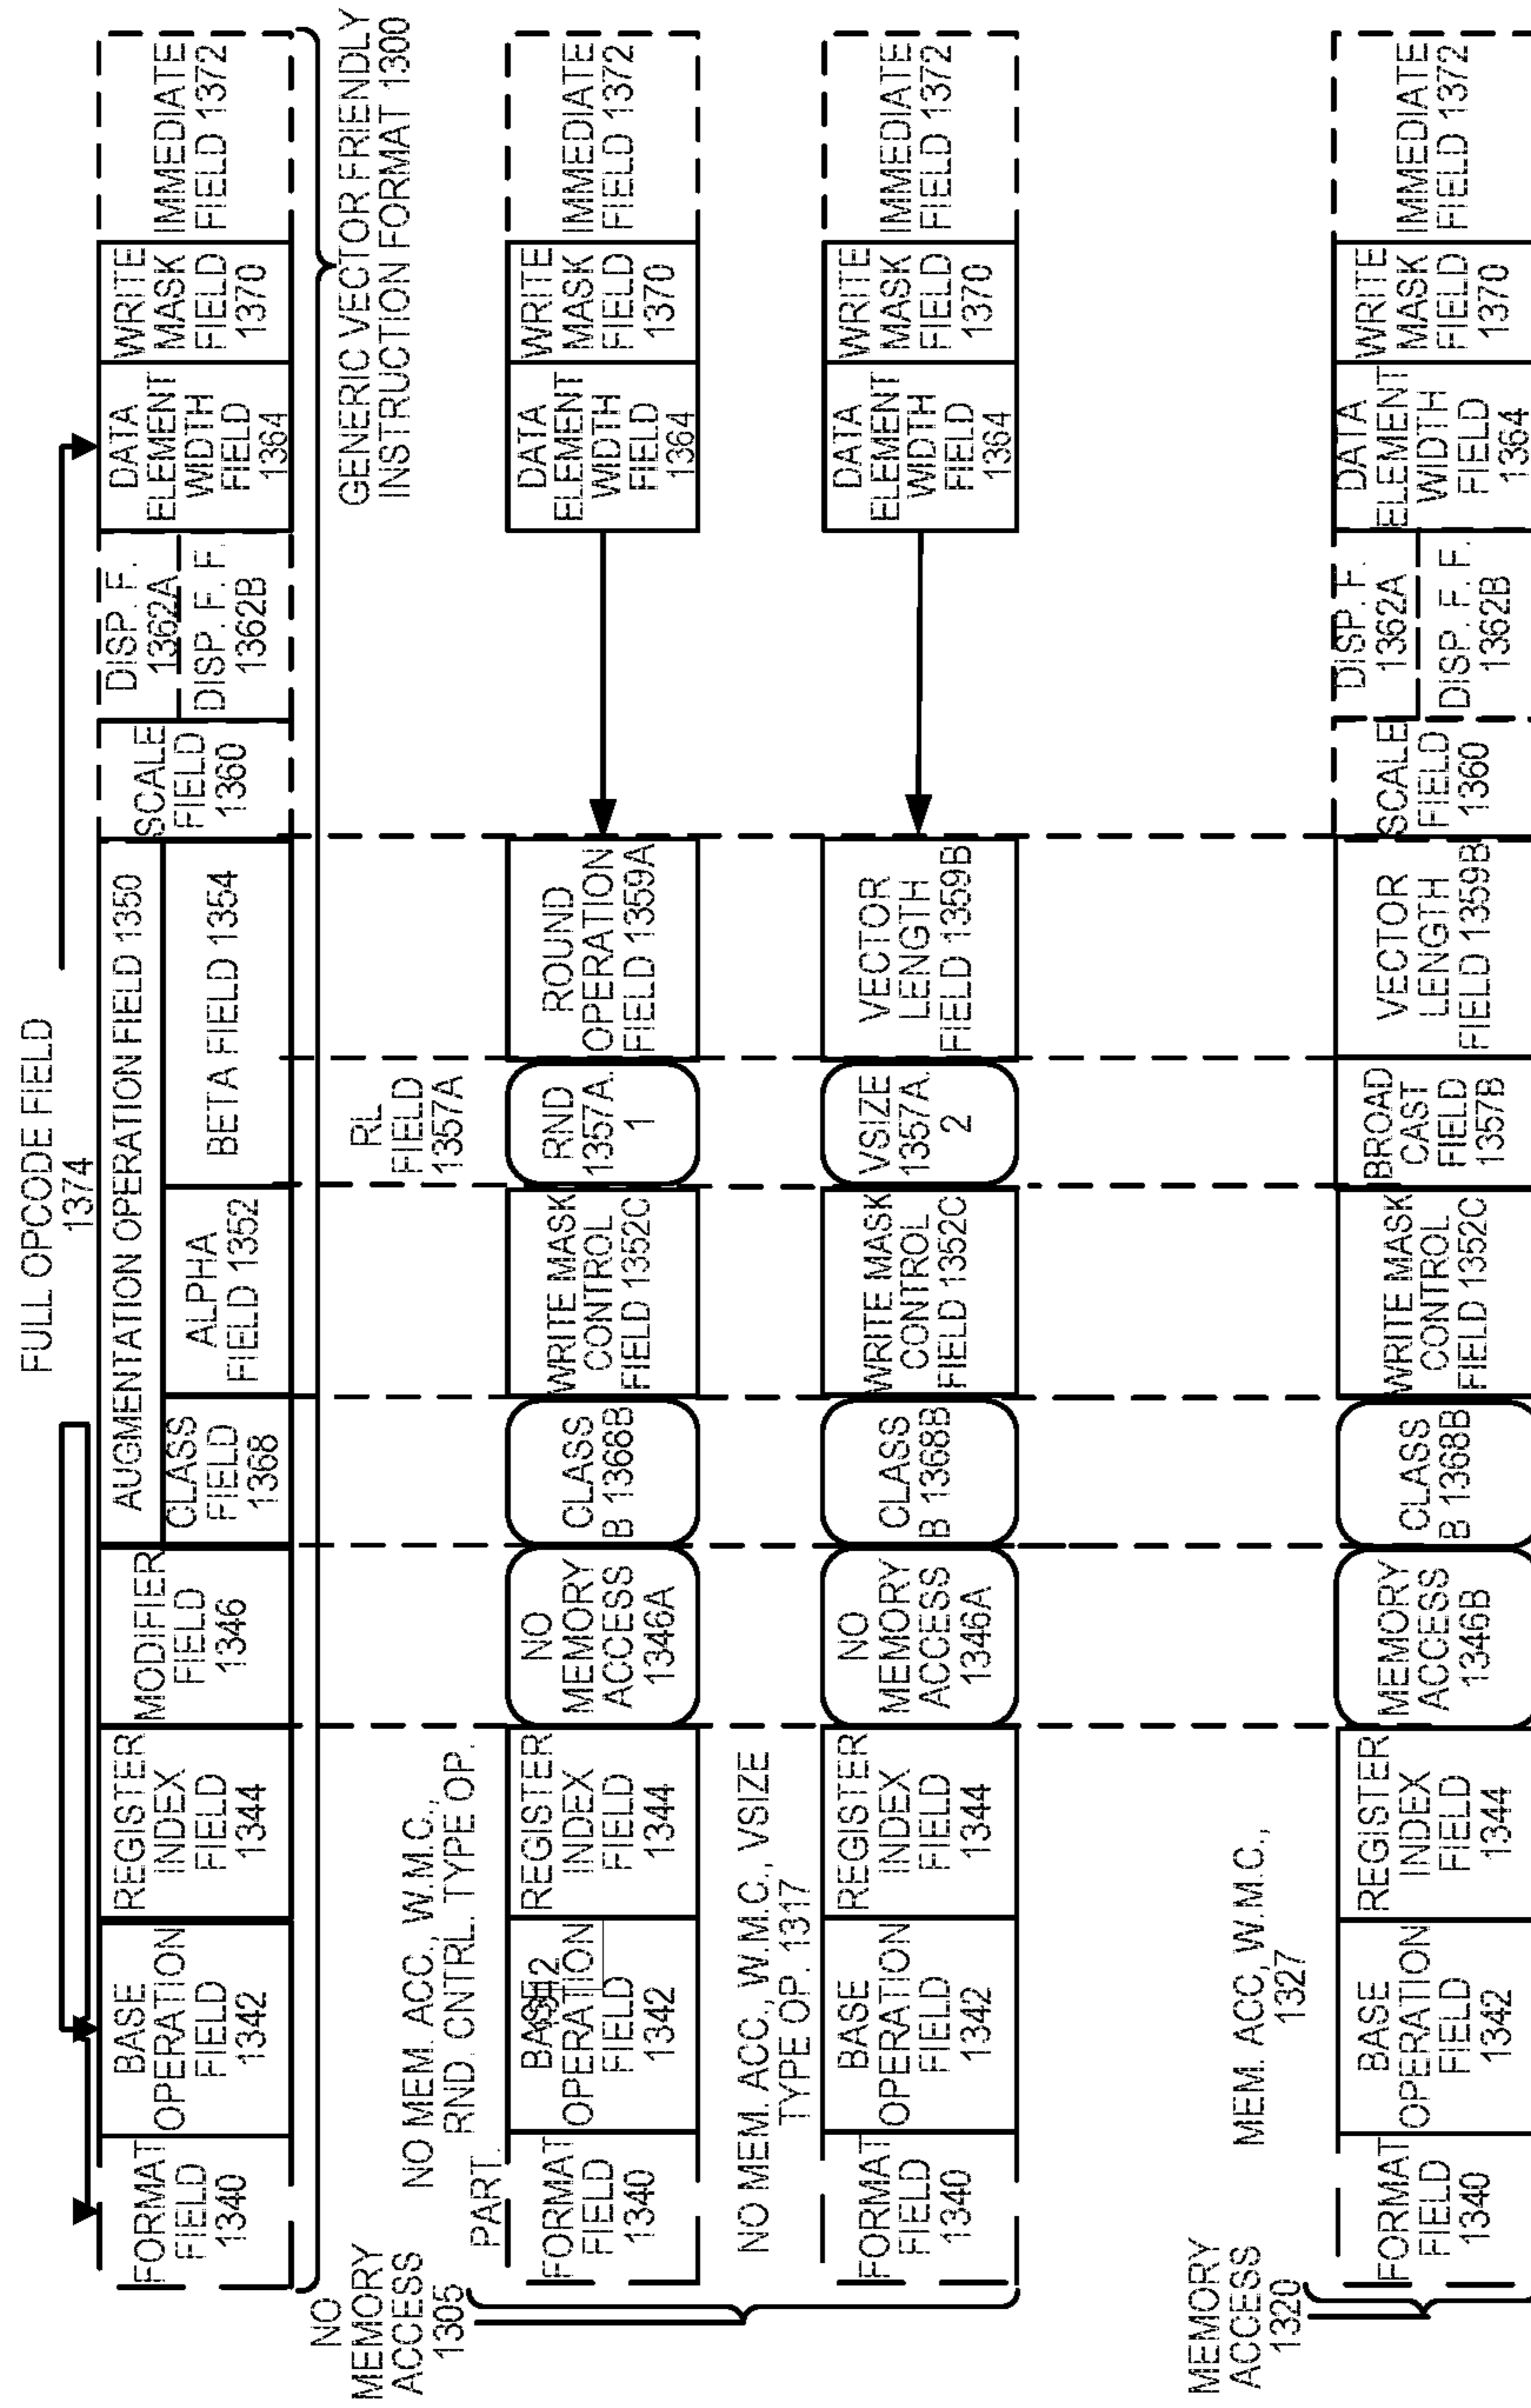 FULL OPCODE FIELD
1374
FORMAT
FIELD
1340
BASE
OPERATION
FIELD
1342
REGISTER
INDEX
FIELD
1344
MODIFIER
FIELD
1346
AUGMENTATION OPERATION FIELD 1350
CLASS
FIELD
1368
ALPHA
FIELD 1352
BETA FIELD 1354
SCALE
FIELD
1360
DISP. F.
1362A
DISP. F. F.
1362B
DATA
ELEMENT
WIDTH
FIELD
1364
WRITE
MASK
FIELD
1370
IMMEDIATE
FIELD 1372
GENERIC VECTOR FRIENDLY
INSTRUCTION FORMAT 1300
NO
MEMORY
ACCESS
1305
NO MEM. ACC., W.M.C.,
RND. CNTRL. TYPE OP.
PART.
RL
FIELD
1357A
FORMAT
FIELD
1340
BASE
OPERATION
FIELD
1342
REGISTER
INDEX
FIELD
1344
NO
MEMORY
ACCESS
1346A
CLASS
B 1368B
WRITE MASK
CONTROL
FIELD 1352C
RND
1357A.
1
ROUND
OPERATION
FIELD 1359A
DATA
ELEMENT
WIDTH
FIELD
1364
WRITE
MASK
FIELD
1370
IMMEDIATE
FIELD 1372
NO MEM. ACC., W.M.C., VSIZE
TYPE OP. 1317
FORMAT
FIELD
1340
BASE
OPERATION
FIELD
1342
REGISTER
INDEX
FIELD
1344
NO
MEMORY
ACCESS
1346A
CLASS
B 1368B
WRITE MASK
CONTROL
FIELD 1352C
VSIZE
1357A.
2
VECTOR
LENGTH
FIELD 1359B
DATA
ELEMENT
WIDTH
FIELD
1364
WRITE
MASK
FIELD
1370
IMMEDIATE
FIELD 1372
MEMORY
ACCESS
1320
MEM. ACC, W.M.C.,
1327
FORMAT
FIELD
1340
BASE
OPERATION
FIELD
1342
REGISTER
INDEX
FIELD
1344
MEMORY
ACCESS
1346B
CLASS
B 1368B
WRITE MASK
CONTROL
FIELD 1352C
BROAD
CAST
FIELD
1357B
VECTOR
LENGTH
FIELD 1359B
SCALE
FIELD
1360
DISP. F.
1362A
DISP. F. F.
1362B
DATA
ELEMENT
WIDTH
FIELD
1364
WRITE
MASK
FIELD
1370
IMMEDIATE
FIELD 1372